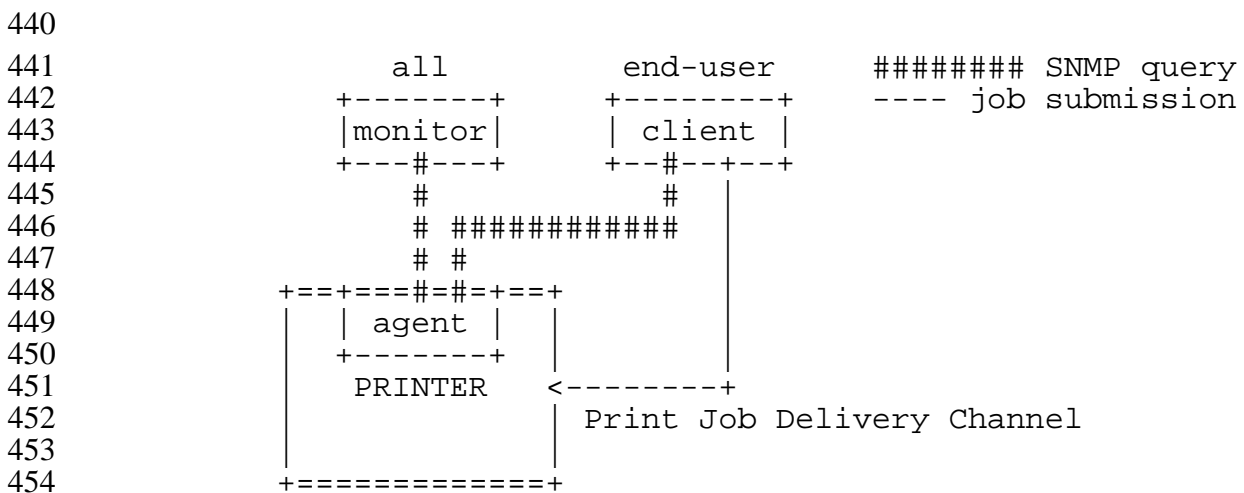 440
441 all end-user ######## SNMP query
442 +-------+ +--------+ ---- job submission
443 |monitor| | client |
444 +---#---+ +--#--+--+
445 # # |
446 # ############ |
447 # # |
448 +==+===#=#=+==+ |
449 | | agent | | |
450 | +-------+ | |
451 | PRINTER <--------+
452 | | Print Job Delivery Channel
453 | |
454 +=============+